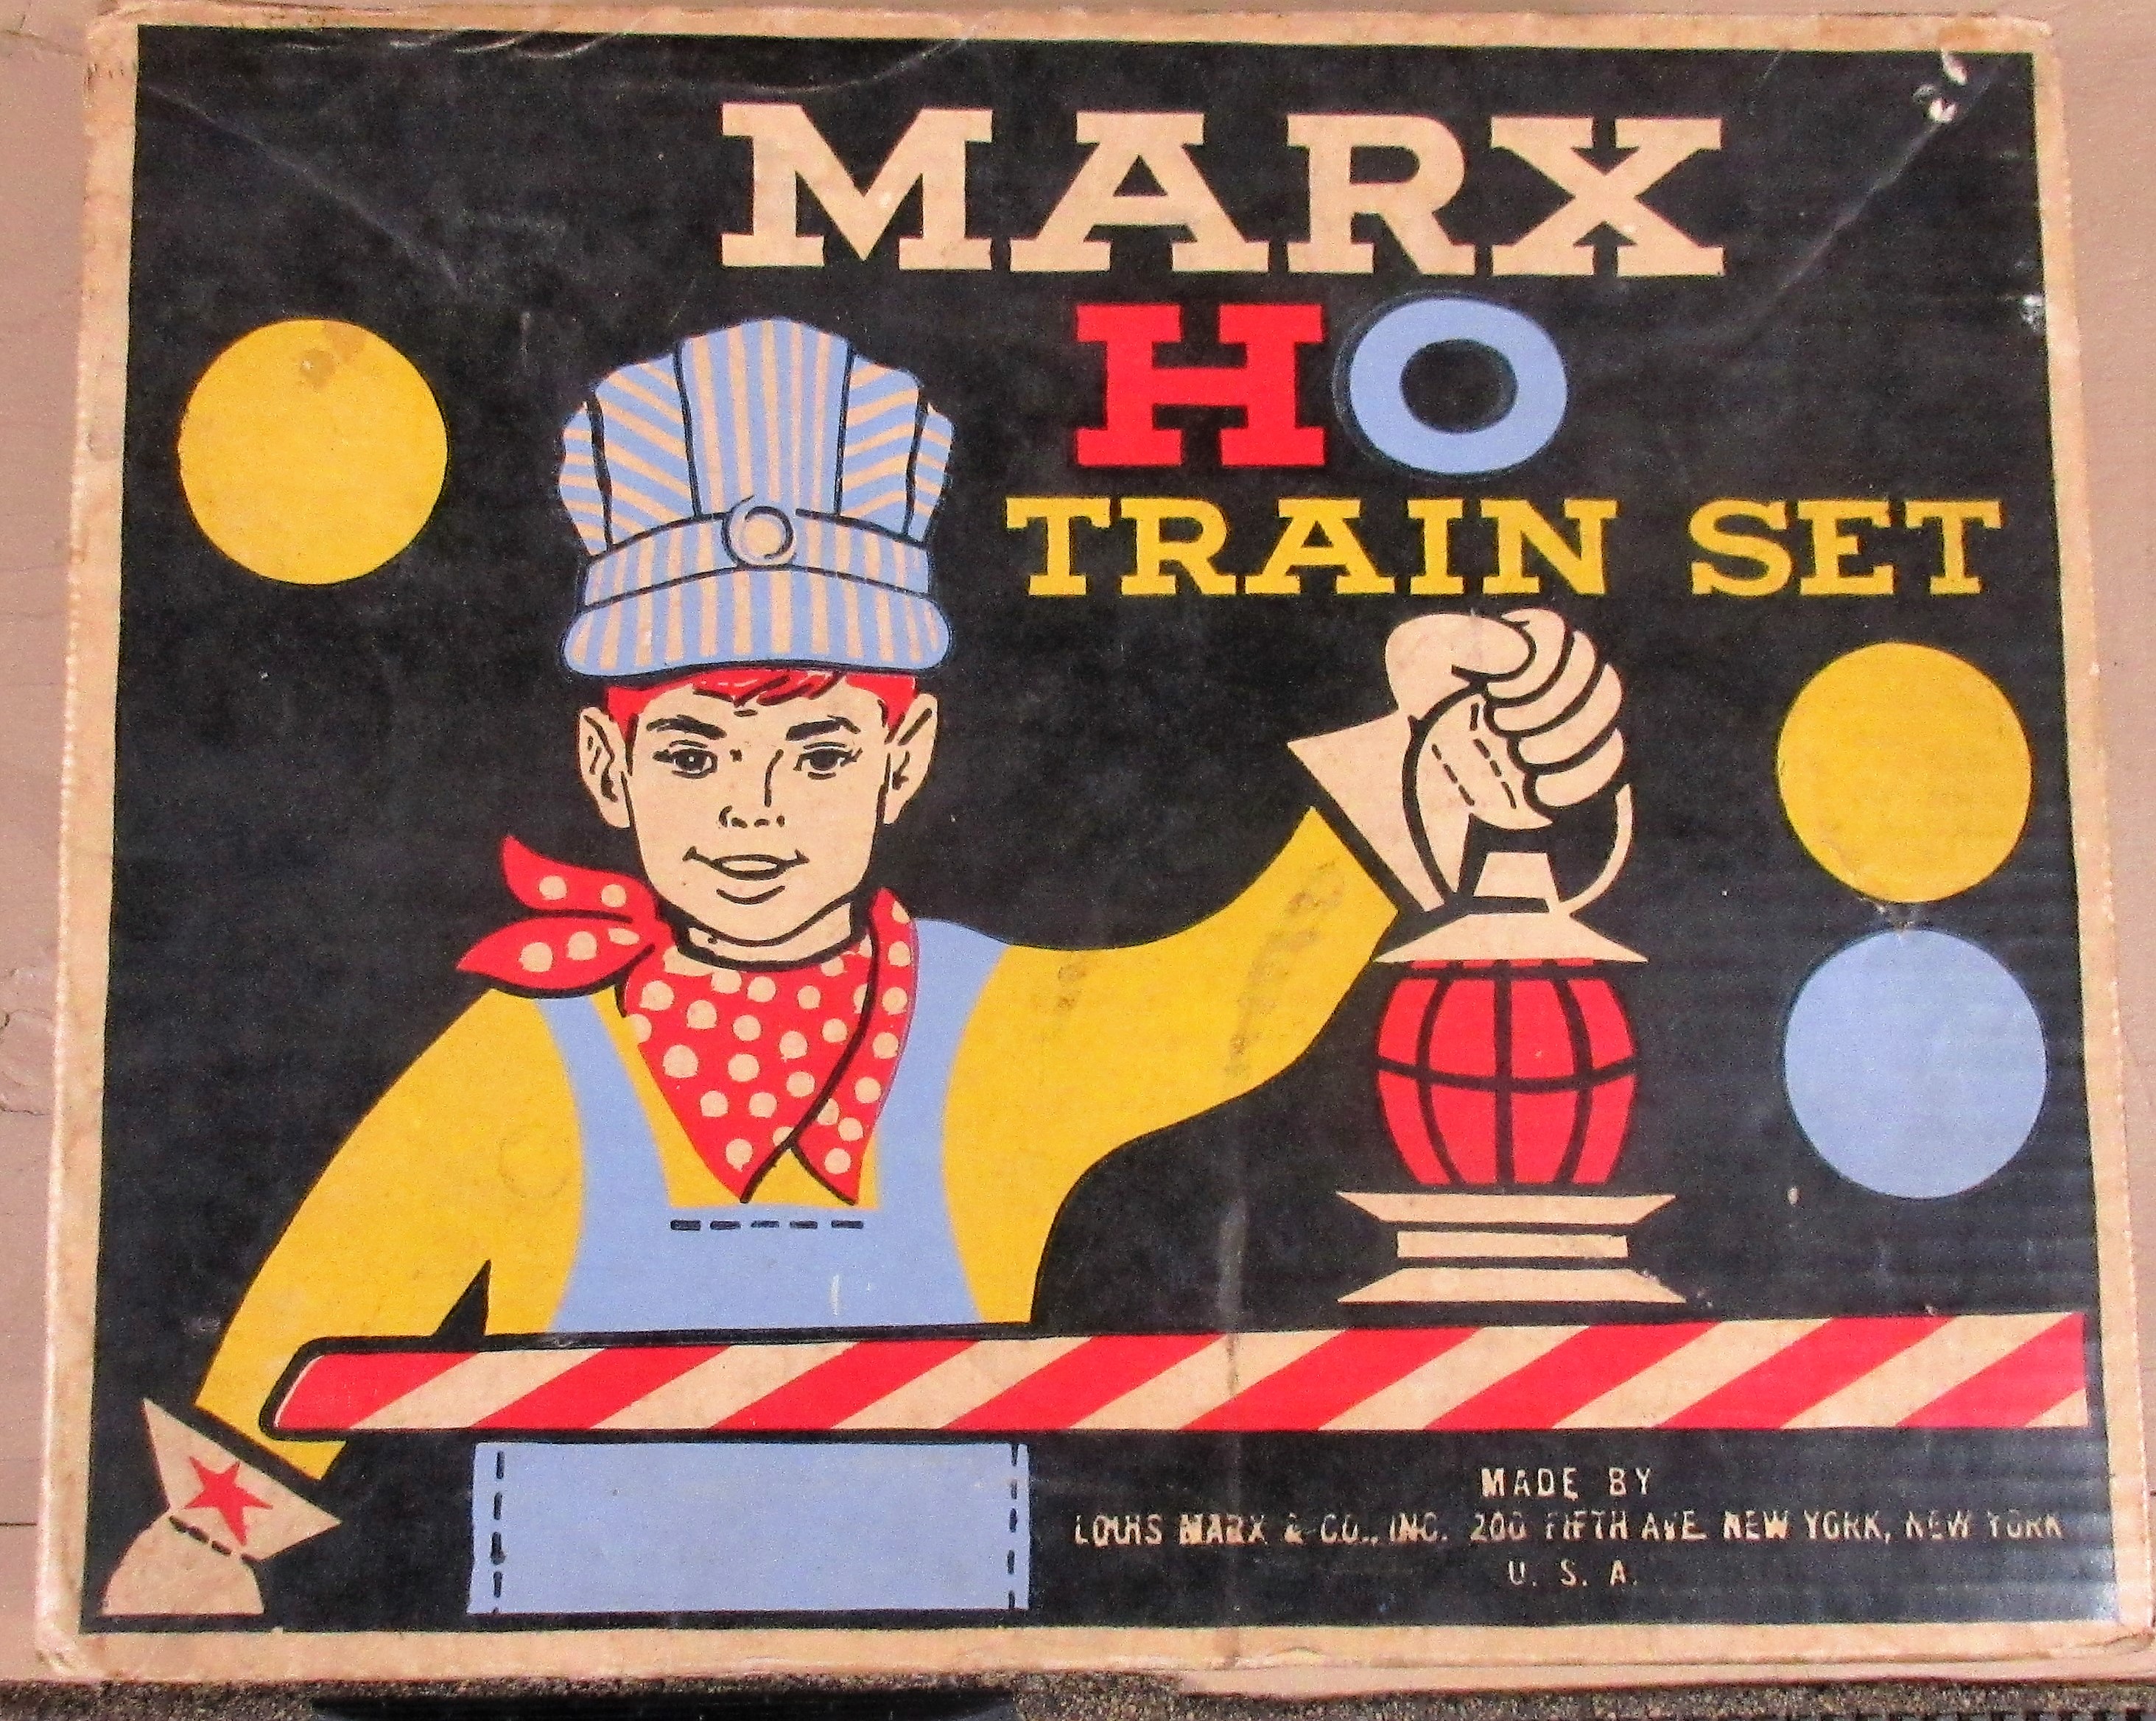 MARX
HO
TRAIN SET
MADE BY
LOUIS MARX & CO., INC. 200 FIFTH AVE. NEW YORK, NEW YORK
U. S. A.